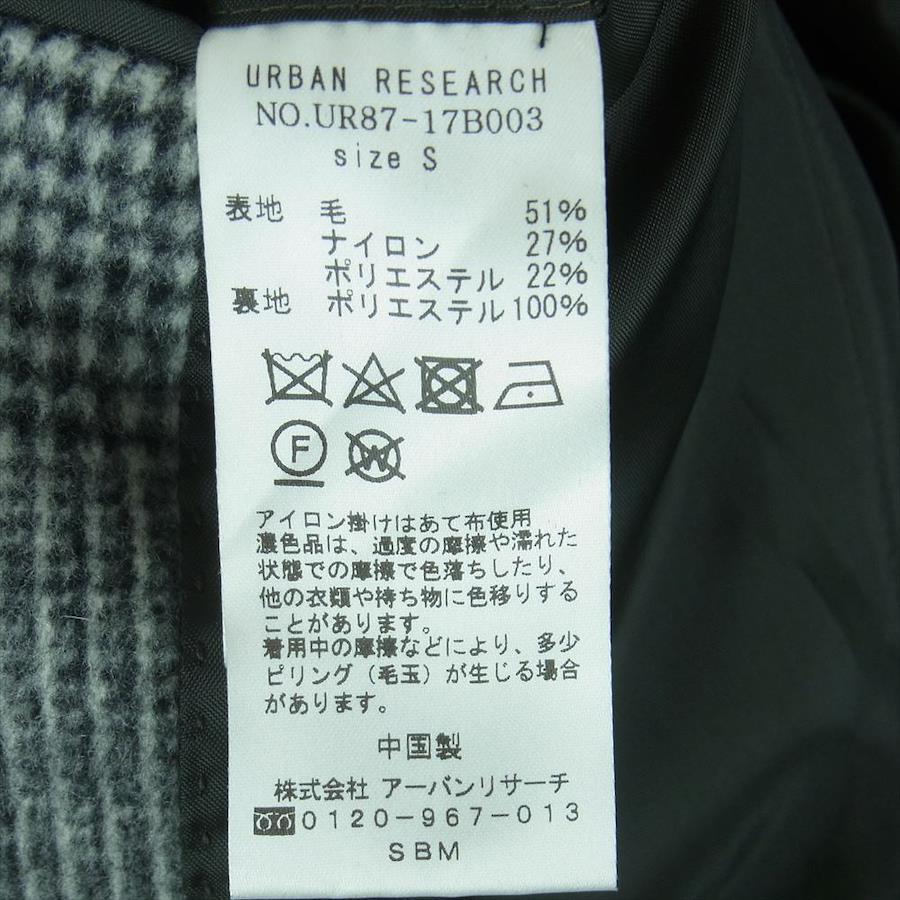 URBAN RESEARCH
NO.UR87-17B003
size S
表地 毛 51%
ナイロン 27%
ポリエステル 22%
裏地 ポリエステル 100%
F
W
アイロン掛けはあて布使用
濃色品は、過度の摩擦や濡れた
状態での摩擦で色落ちしたり、
他の衣類や持ち物に色移りする
ことがあります。
着用中の摩擦などにより、多少
ピリング（毛玉）が生じる場合
があります。
中国製
株式会社 アーバンリサーチ
0120-967-013
SBM